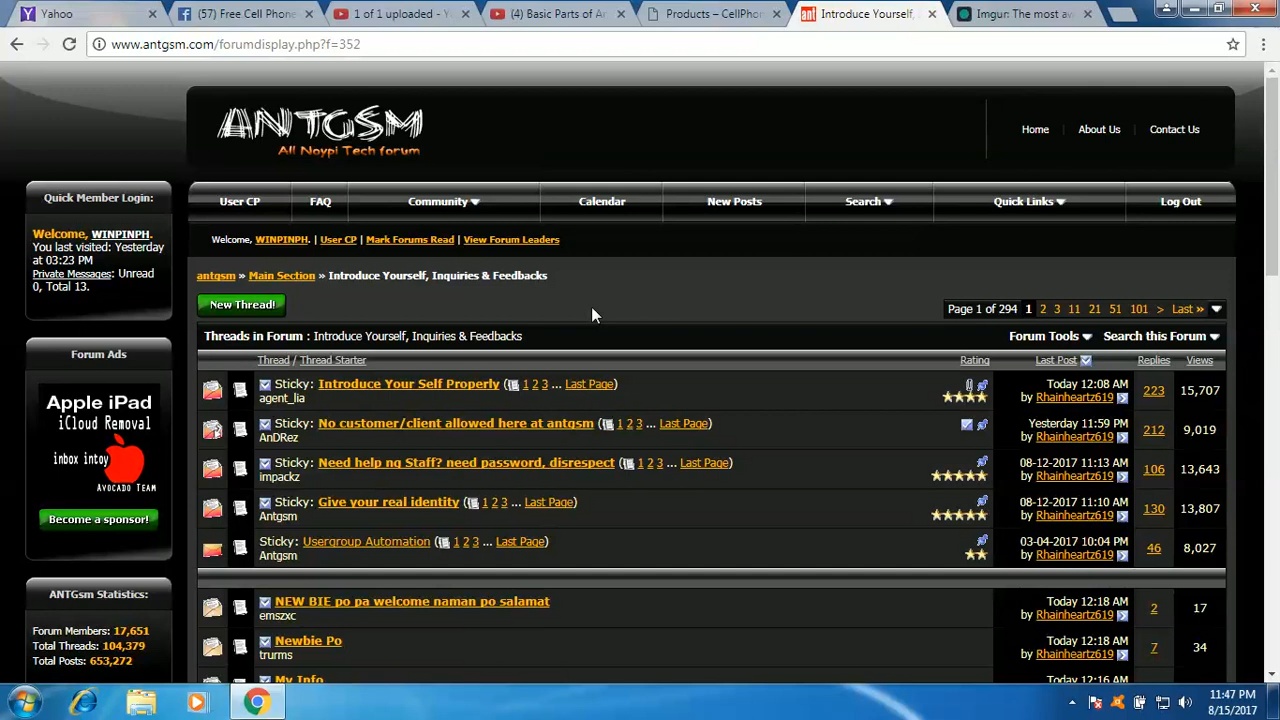 Yahoo
(57) Free Cell Phone
1 of 1 uploaded - Y
(4) Basic Parts of A
Products – CellPho
Introduce Yourself,
Imgur: The most aw
www.antgsm.com/forumdisplay.php?f=352
ANTGSM
All Noypi Tech forum
Home
About Us
Contact Us
Quick Member Login:
Welcome, WINPINPH.
You last visited: Yesterday
at 03:23 PM
Private Messages: Unread
0, Total 13.
User CP
FAQ
Community
Calendar
New Posts
Search
Quick Links
Log Out
Welcome, WINPINPH. | User CP | Mark Forums Read | View Forum Leaders
antgsm » Main Section » Introduce Yourself, Inquiries & Feedbacks
New Thread!
Page 1 of 294 1 2 3 11 21 51 101 > Last »
Threads in Forum : Introduce Yourself, Inquiries & Feedbacks
Forum Tools
Search this Forum
Thread / Thread Starter
Rating
Last Post
Replies
Views
Sticky: Introduce Your Self Properly ( 1 2 3 ... Last Page)
agent_lia
Today 12:08 AM
by Rhainheartz619
223
15,707
Sticky: No customer/client allowed here at antgsm ( 1 2 3 ... Last Page)
AnDRez
Yesterday 11:59 PM
by Rhainheartz619
212
9,019
Sticky: Need help ng Staff? need password, disrespect ( 1 2 3 ... Last Page)
impackz
08-12-2017 11:13 AM
by Rhainheartz619
106
13,643
Sticky: Give your real identity ( 1 2 3 ... Last Page)
Antgsm
08-12-2017 11:10 AM
by Rhainheartz619
130
13,807
Sticky: Usergroup Automation ( 1 2 3 ... Last Page)
Antgsm
03-04-2017 10:04 PM
by Rhainheartz619
46
8,027
NEW BIE po pa welcome naman po salamat
emszxc
Today 12:18 AM
by Rhainheartz619
2
17
Newbie Po
trurms
Today 12:18 AM
by Rhainheartz619
7
34
My Info
Today 12:16 AM
Forum Ads
Apple iPad
iCloud Removal
inbox intoy
AVOCADO TEAM
Become a sponsor!
ANTGsm Statistics:
Forum Members: 17,651
Total Threads: 104,379
Total Posts: 653,272
11:47 PM
8/15/2017